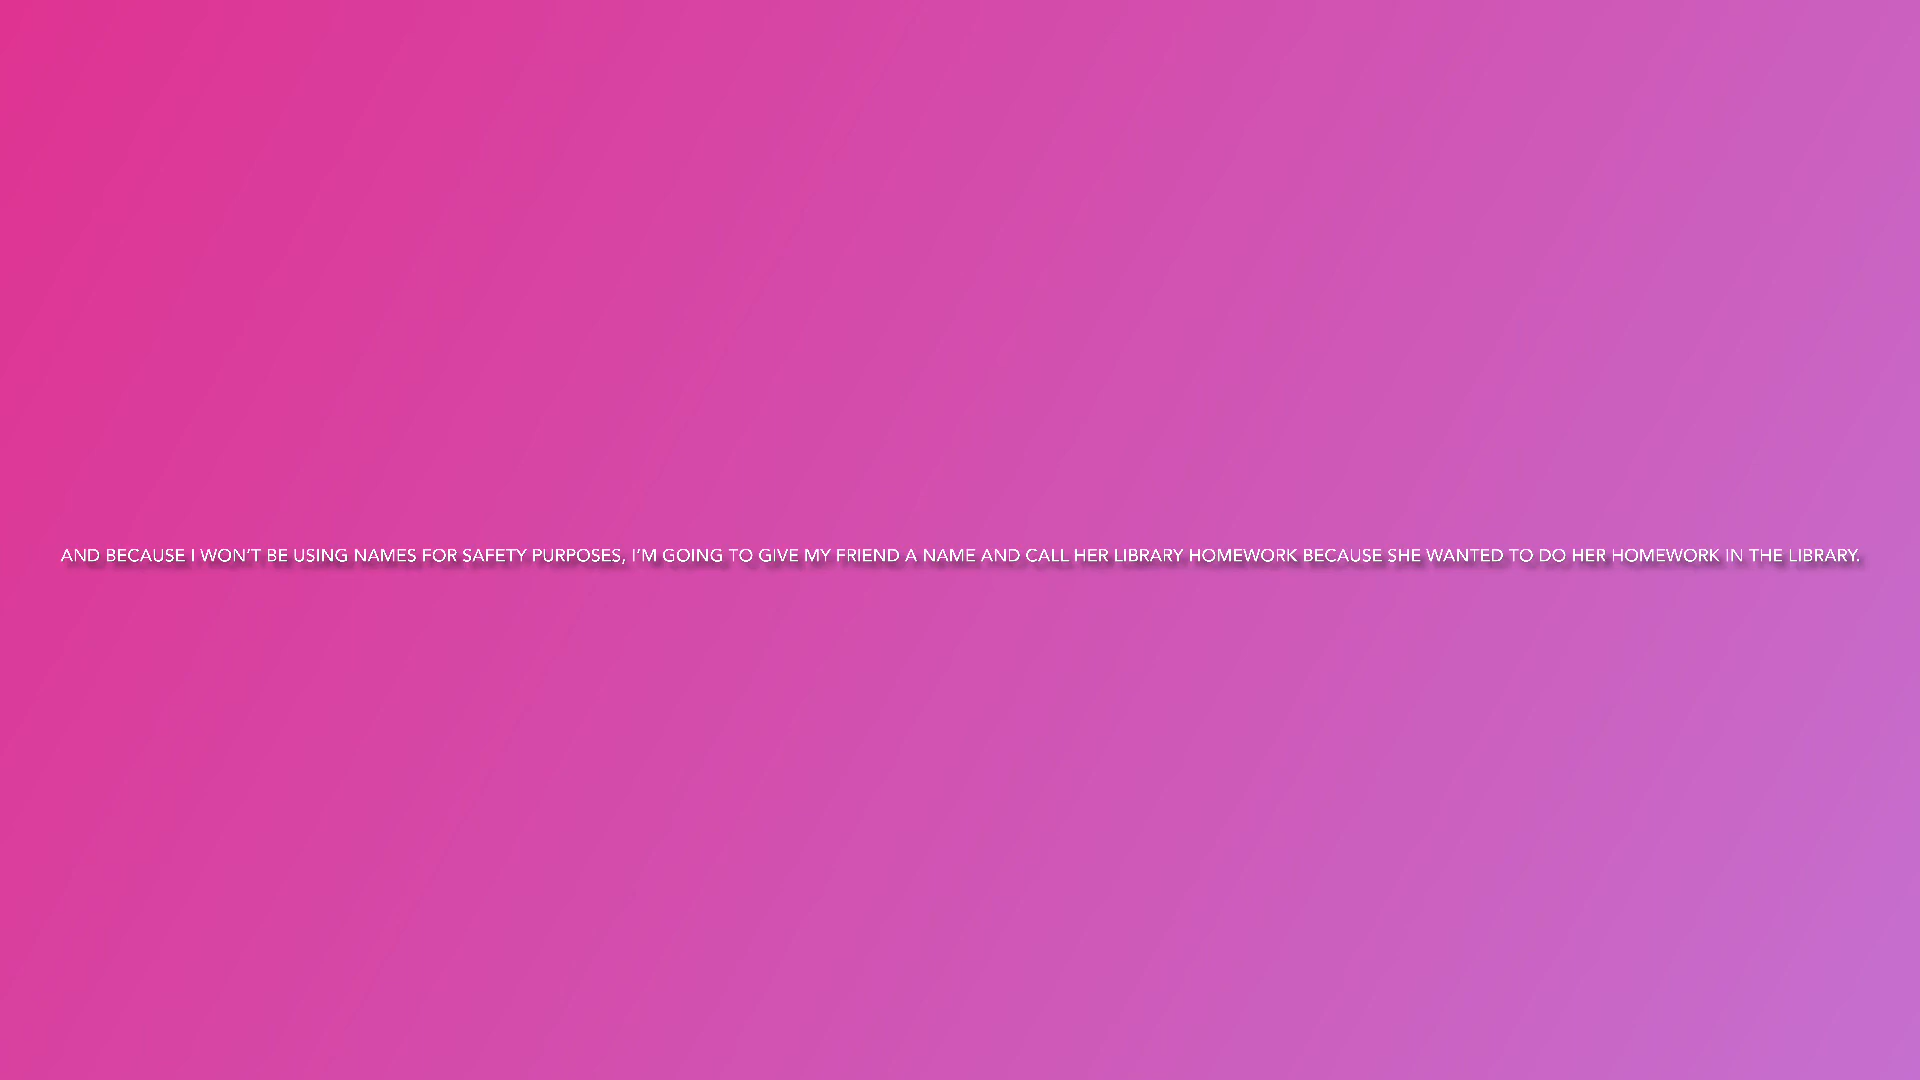 AND BECAUSE I WON’T BE USING NAMES FOR SAFETY PURPOSES, I’M GOING TO GIVE MY FRIEND A NAME AND CALL HER LIBRARY HOMEWORK BECAUSE SHE WANTED TO DO HER HOMEWORK IN THE LIBRARY.